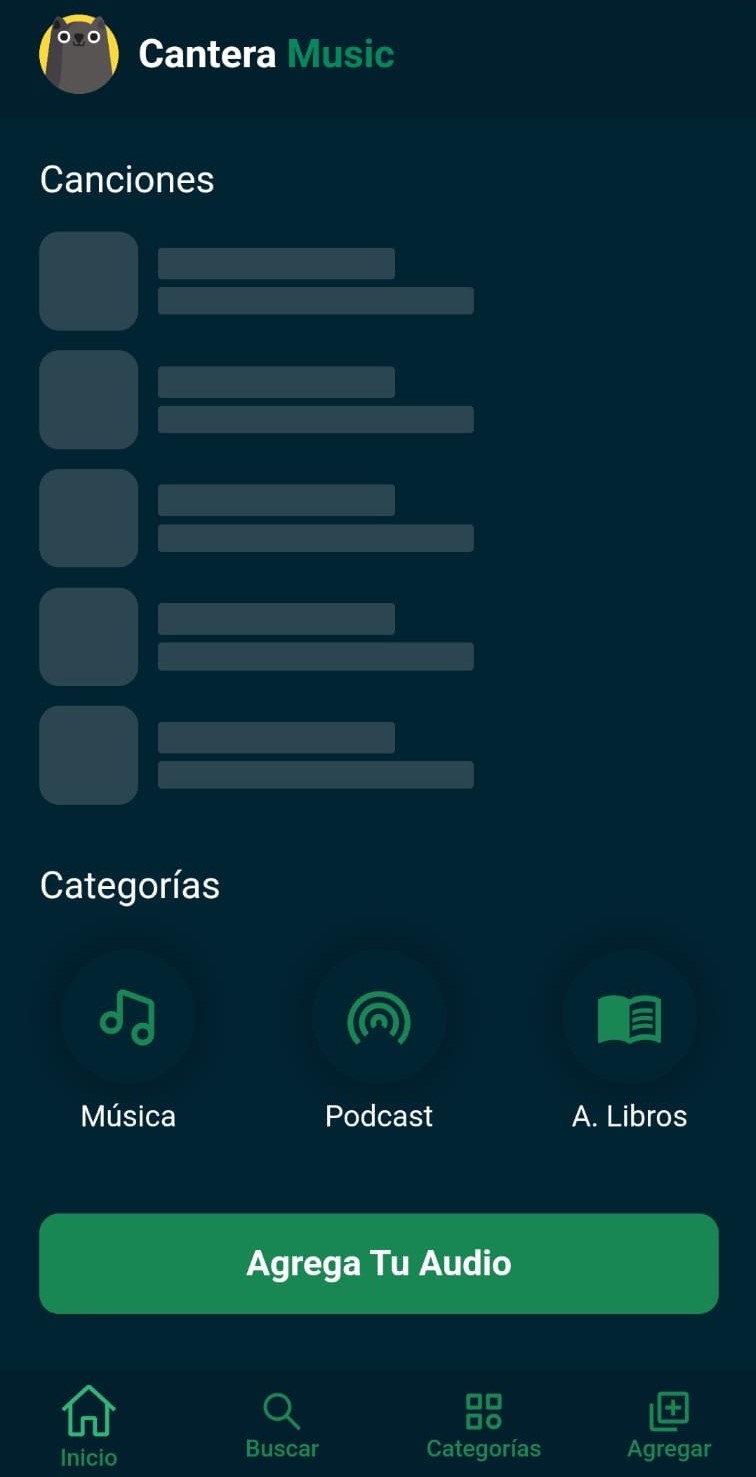 Cantera Music
Canciones
Categorías
Música
Podcast
A. Libros
Agrega Tu Audio
Inicio
Buscar
Categorías
Agregar